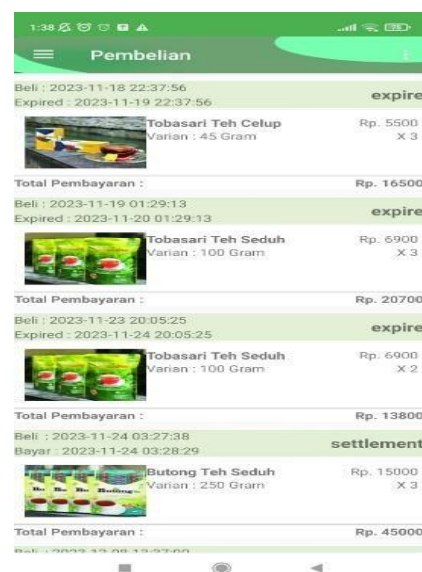 1:38
Pembelian
Beli : 2023-11-18 22:37:56
Expired : 2023-11-19 22:37:56
expire
Tobasari Teh Celup
Rp. 5500
Varian : 45 Gram
X 3
Total Pembayaran :
Rp. 16500
Beli : 2023-11-19 01:29:13
Expired : 2023-11-20 01:29:13
expire
Tobasari Teh Seduh
Rp. 6900
Varian : 100 Gram
X 3
Total Pembayaran :
Rp. 20700
Beli : 2023-11-23 20:05:25
Expired : 2023-11-24 20:05:25
expire
Tobasari Teh Seduh
Rp. 6900
Varian : 100 Gram
X 2
Total Pembayaran :
Rp. 13800
Beli : 2023-11-24 03:27:38
Bayar : 2023-11-24 03:28:29
settlement
Butong Teh Seduh
Rp. 15000
Varian : 250 Gram
X 3
Total Pembayaran :
Rp. 45000